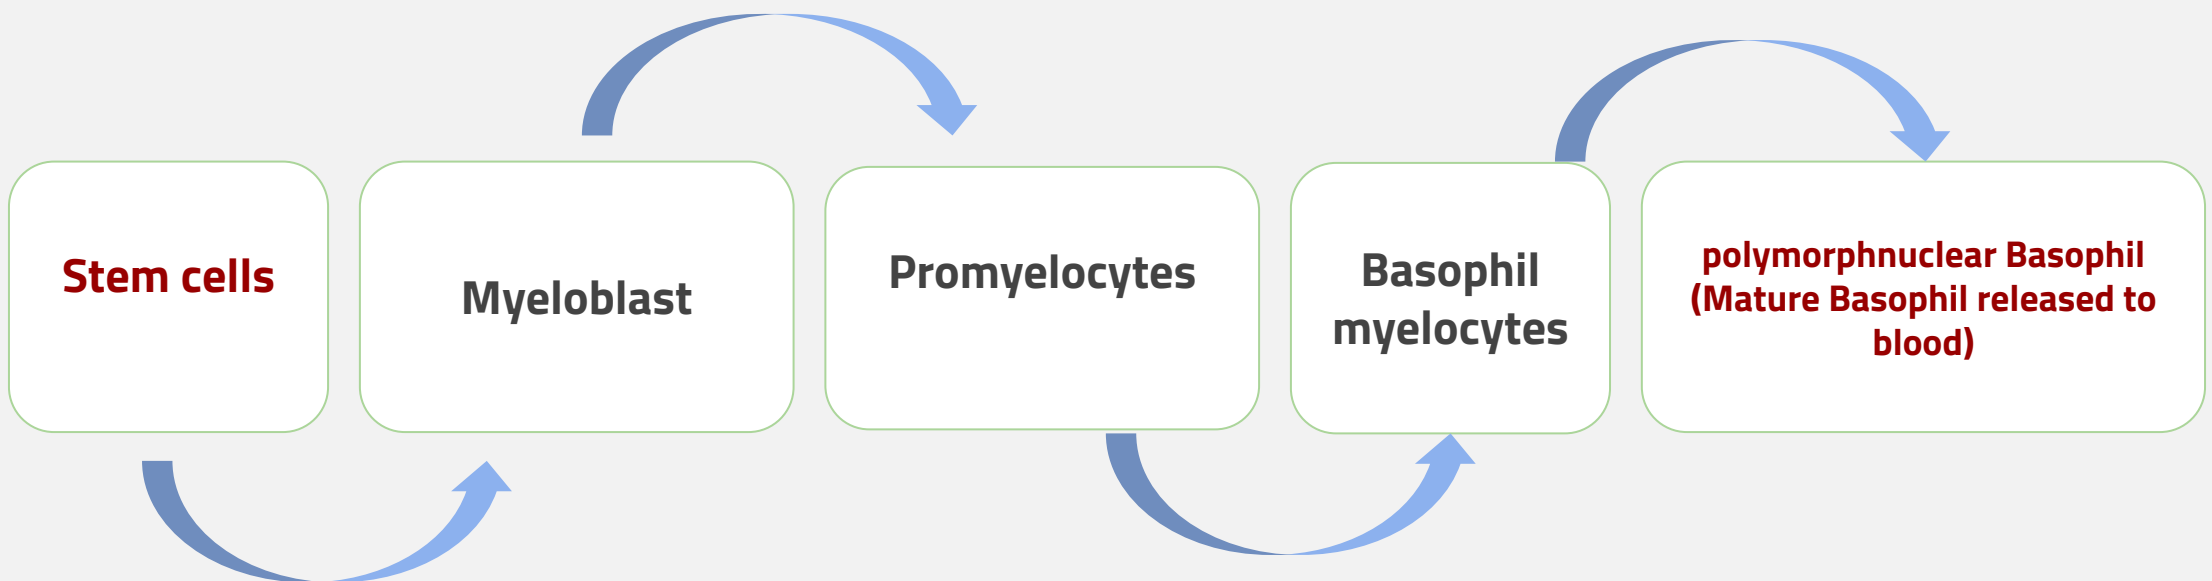 Stem cells
Myeloblast
Promyelocytes
Basophil
myelocytes
polymorphnuclear Basophil
(Mature Basophil released to
blood)